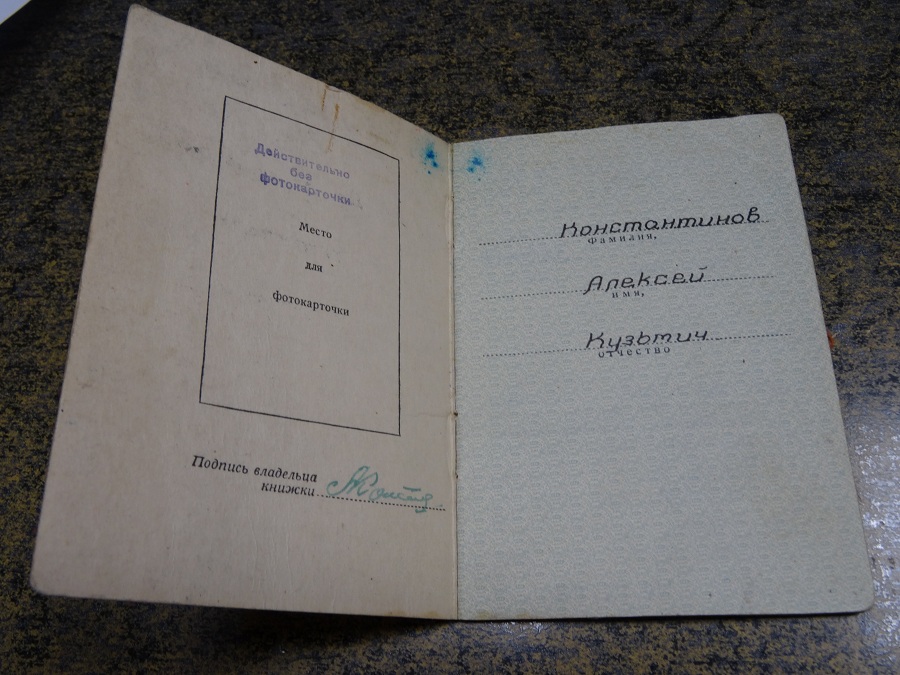 Действительно
без
фотокарточки
Место
для
фотокарточки
Подпись владельца
книжки
Константинов
Фамилия,
Алексей
имя,
Кузьмич
отчество